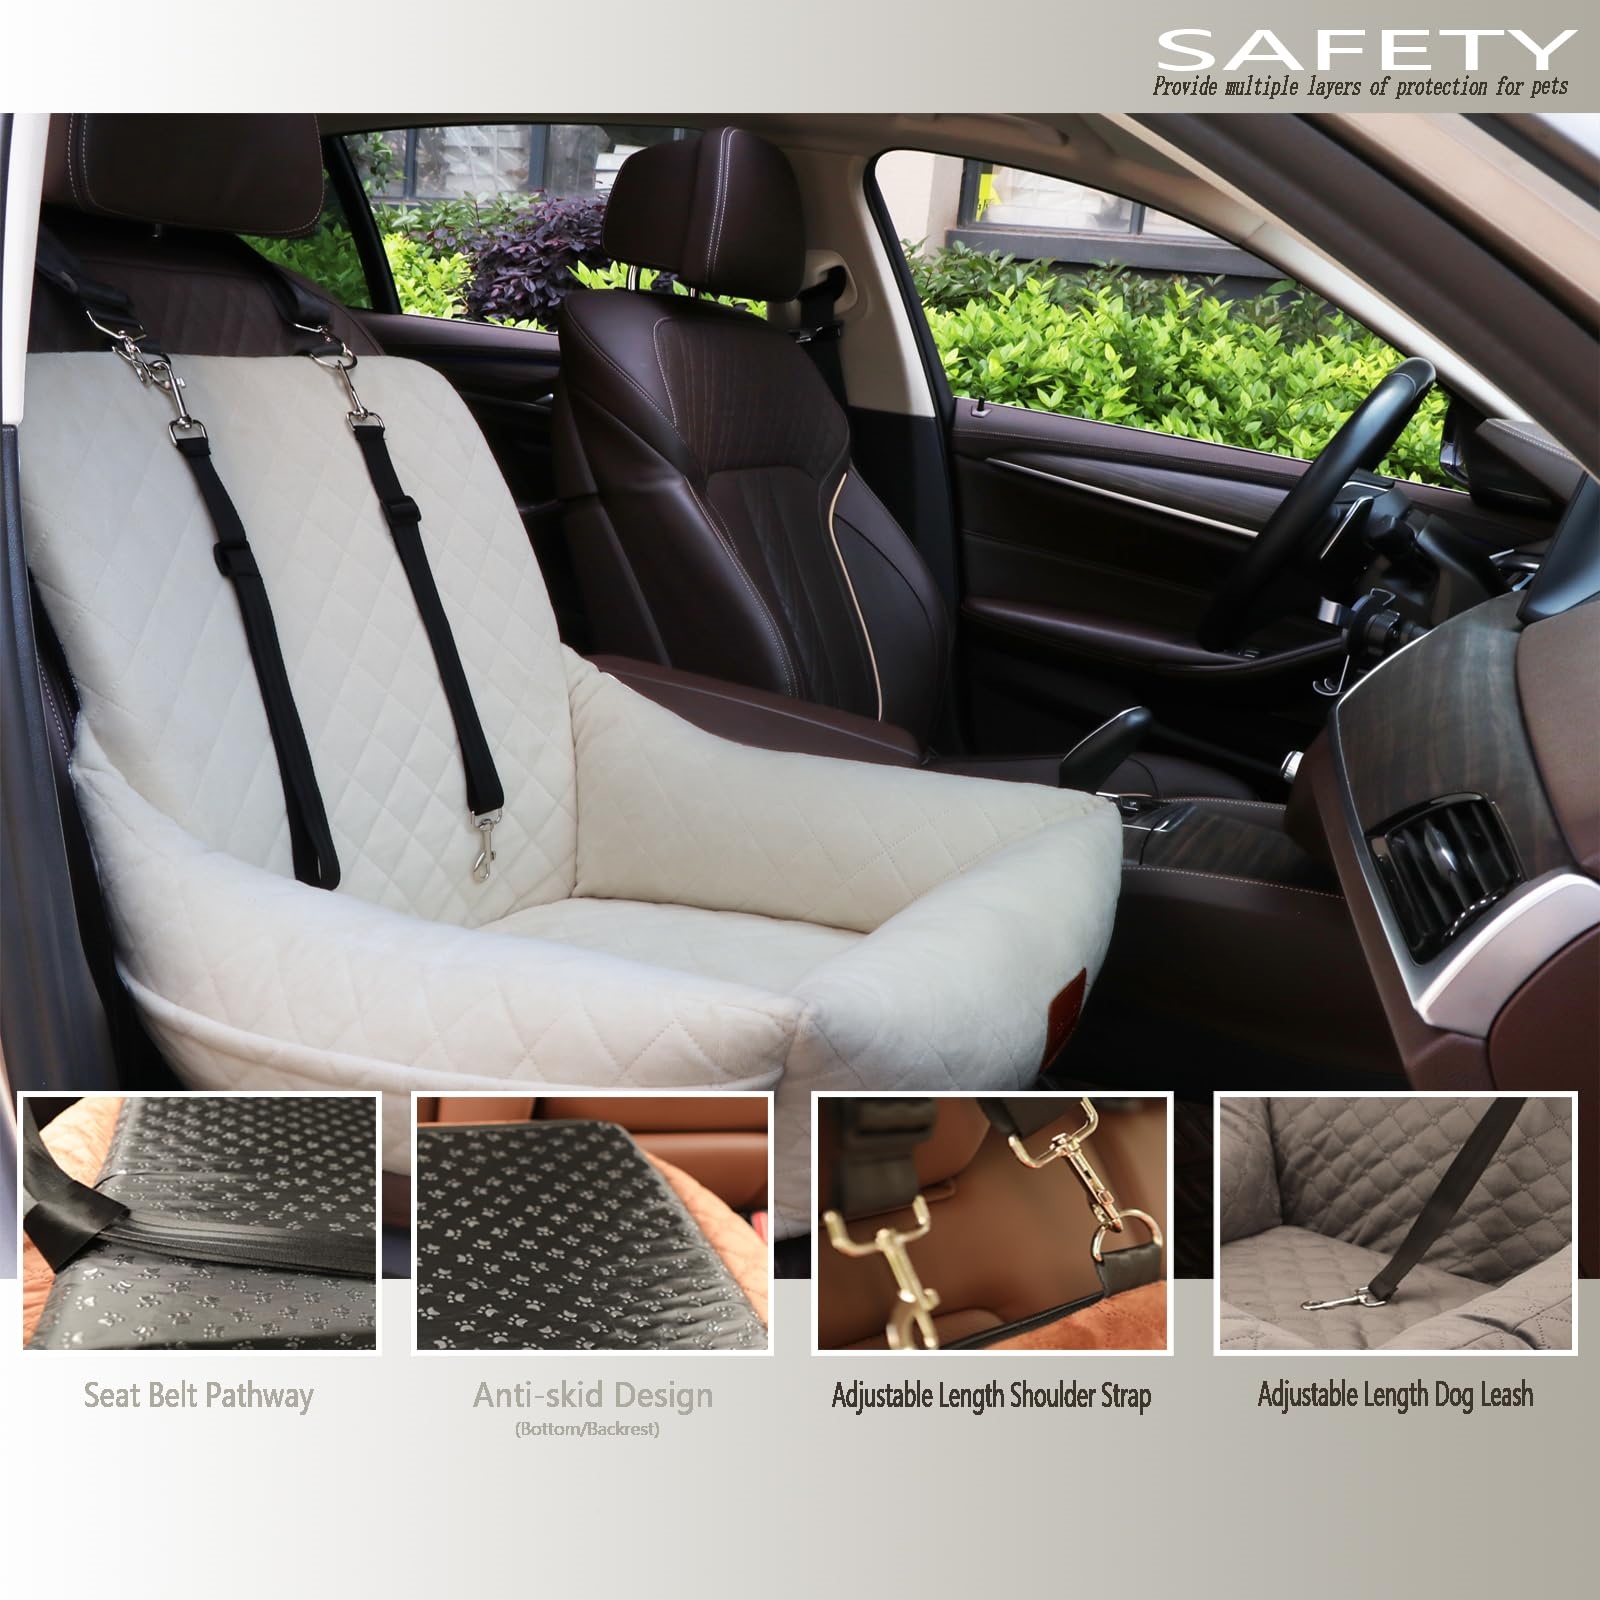 SAFETY
Provide multiple layers of protection for pets
Seat Belt Pathway
Anti-skid Design
(Bottom/Backrest)
Adjustable Length Shoulder Strap
Adjustable Length Dog Leash